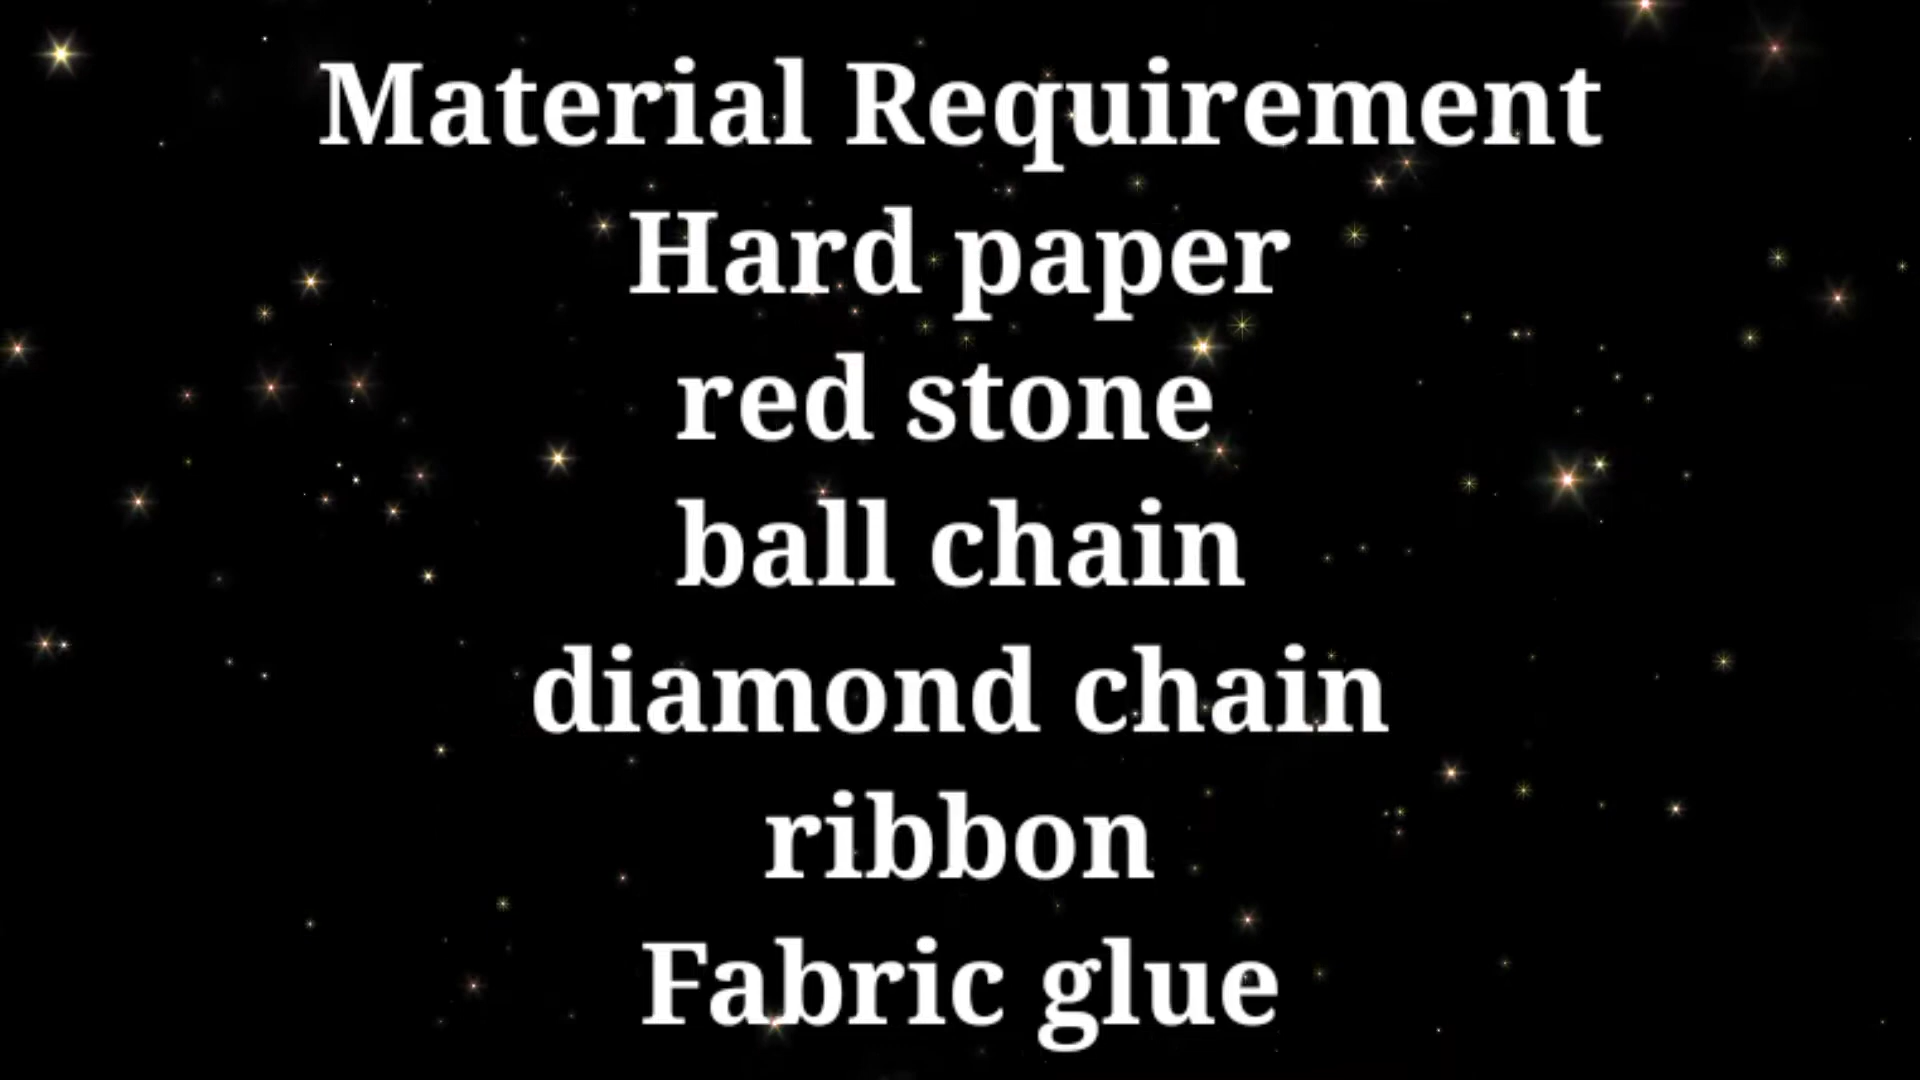 Material Requirement
Hard paper
red stone
ball chain
diamond chain
ribbon
Fabric glue